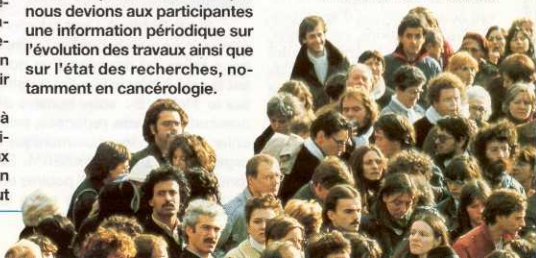 nous devions aux participantes
une information périodique sur
l'évolution des travaux ainsi que
sur l'état des recherches, no-
tamment en cancérologie.